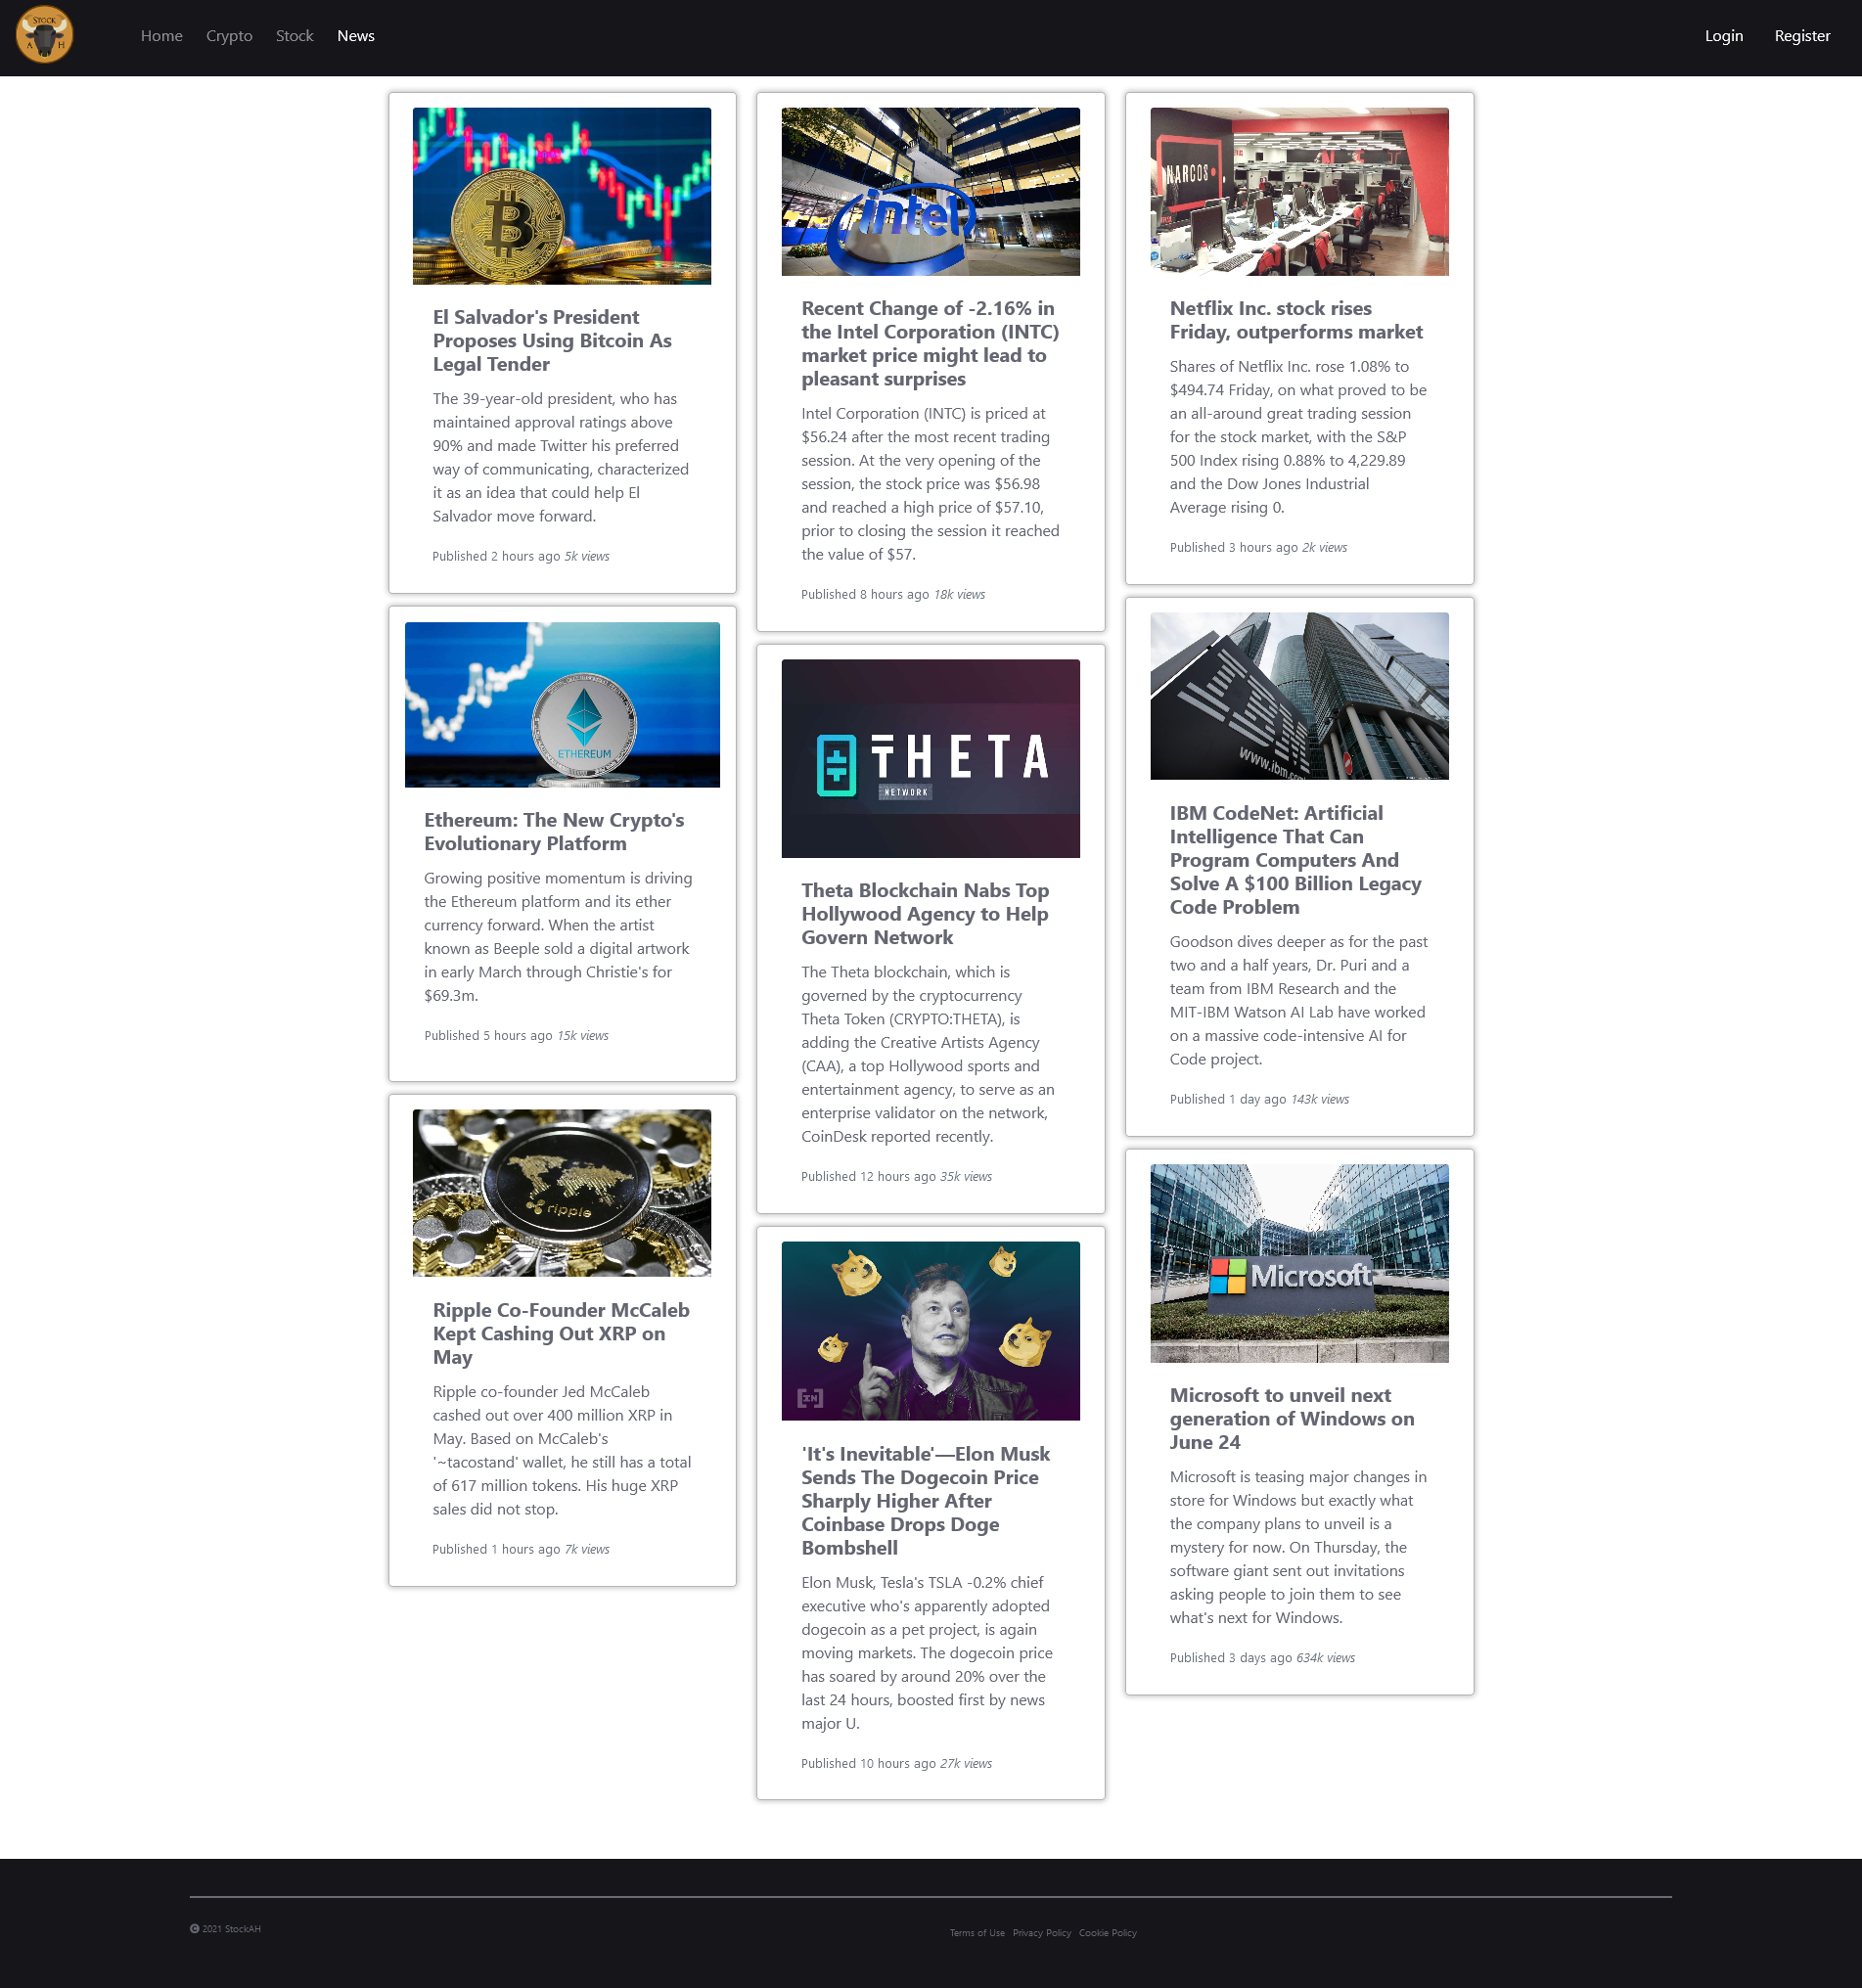 STOCK
A H
Home
Crypto
Stock
News
Login
Register
El Salvador's President
Proposes Using Bitcoin As
Legal Tender
The 39-year-old president, who has
maintained approval ratings above
90% and made Twitter his preferred
way of communicating, characterized
it as an idea that could help El
Salvador move forward.
Published 2 hours ago 5k views
ETHEREUM
Ethereum: The New Crypto's
Evolutionary Platform
Growing positive momentum is driving
the Ethereum platform and its ether
currency forward. When the artist
known as Beeple sold a digital artwork
in early March through Christie's for
$69.3m.
Published 5 hours ago 15k views
ripple
Ripple Co-Founder McCaleb
Kept Cashing Out XRP on
May
Ripple co-founder Jed McCaleb
cashed out over 400 million XRP in
May. Based on McCaleb's
'~tacostand' wallet, he still has a total
of 617 million tokens. His huge XRP
sales did not stop.
Published 1 hours ago 7k views
intel
Recent Change of -2.16% in
the Intel Corporation (INTC)
market price might lead to
pleasant surprises
Intel Corporation (INTC) is priced at
$56.24 after the most recent trading
session. At the very opening of the
session, the stock price was $56.98
and reached a high price of $57.10,
prior to closing the session it reached
the value of $57.
Published 8 hours ago 18k views
THETA
NETWORK
Theta Blockchain Nabs Top
Hollywood Agency to Help
Govern Network
The Theta blockchain, which is
governed by the cryptocurrency
Theta Token (CRYPTO:THETA), is
adding the Creative Artists Agency
(CAA), a top Hollywood sports and
entertainment agency, to serve as an
enterprise validator on the network,
CoinDesk reported recently.
Published 12 hours ago 35k views
[IN]
'It's Inevitable'—Elon Musk
Sends The Dogecoin Price
Sharply Higher After
Coinbase Drops Doge
Bombshell
Elon Musk, Tesla's TSLA -0.2% chief
executive who's apparently adopted
dogecoin as a pet project, is again
moving markets. The dogecoin price
has soared by around 20% over the
last 24 hours, boosted first by news
major U.
Published 10 hours ago 27k views
NARCOS
Netflix Inc. stock rises
Friday, outperforms market
Shares of Netflix Inc. rose 1.08% to
$494.74 Friday, on what proved to be
an all-around great trading session
for the stock market, with the S&P
500 Index rising 0.88% to 4,229.89
and the Dow Jones Industrial
Average rising 0.
Published 3 hours ago 2k views
IBM
www.ibm.com
IBM CodeNet: Artificial
Intelligence That Can
Program Computers And
Solve A $100 Billion Legacy
Code Problem
Goodson dives deeper as for the past
two and a half years, Dr. Puri and a
team from IBM Research and the
MIT-IBM Watson AI Lab have worked
on a massive code-intensive AI for
Code project.
Published 1 day ago 143k views
Microsoft
Microsoft to unveil next
generation of Windows on
June 24
Microsoft is teasing major changes in
store for Windows but exactly what
the company plans to unveil is a
mystery for now. On Thursday, the
software giant sent out invitations
asking people to join them to see
what's next for Windows.
Published 3 days ago 634k views
© 2021 StockAH
Terms of Use Privacy Policy Cookie Policy